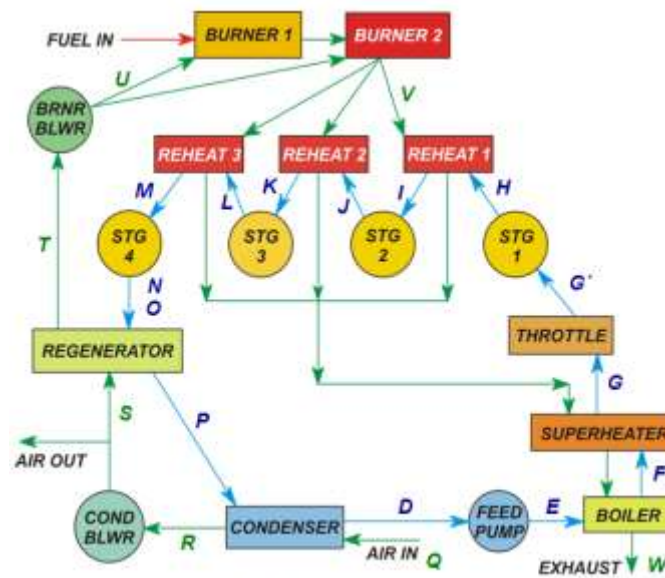 BURNER 1
BURNER 2
FUEL IN
U
V
BRNR
BLWR
REHEAT 3
REHEAT 2
REHEAT 1
M
L
K
J
I
H
T
STG
4
STG
3
STG
2
STG
1
N
O
G'
REGENERATOR
THROTTLE
S
P
G
AIR OUT
SUPERHEATER
F
COND
BLWR
R
CONDENSER
D
FEED
PUMP
E
BOILER
AIR IN
Q
EXHAUST
W